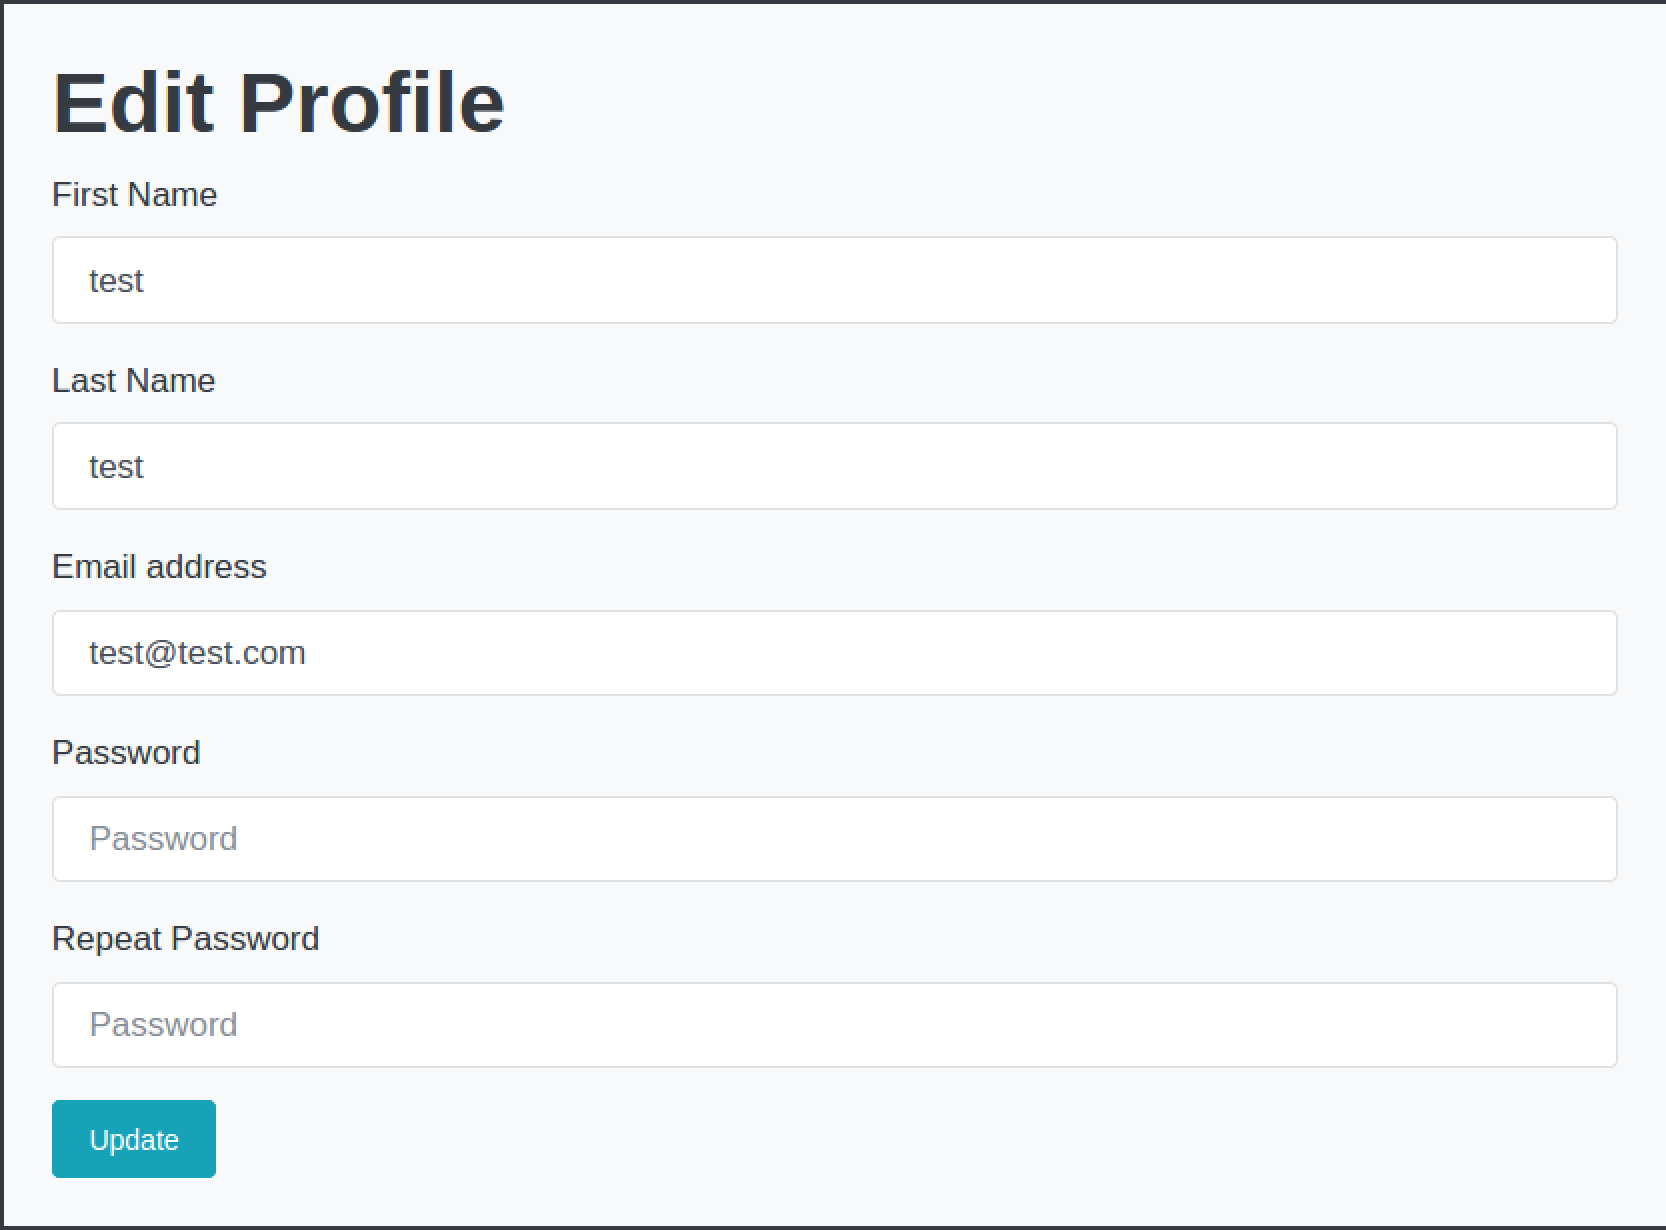 Edit Profile
First Name
test
Last Name
test
Email address
test@test.com
Password
Password
Repeat Password
Password
Update